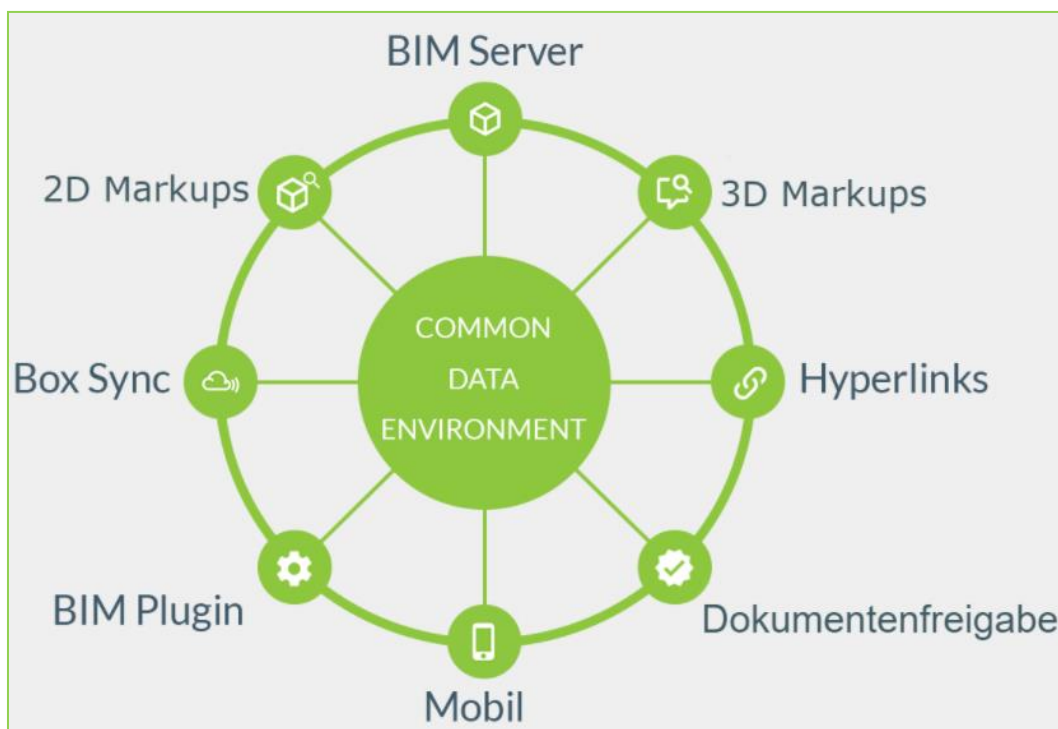 BIM Server
2D Markups
3D Markups
COMMON
DATA
ENVIRONMENT
Box Sync
Hyperlinks
BIM Plugin
Dokumentenfreigabe
Mobil